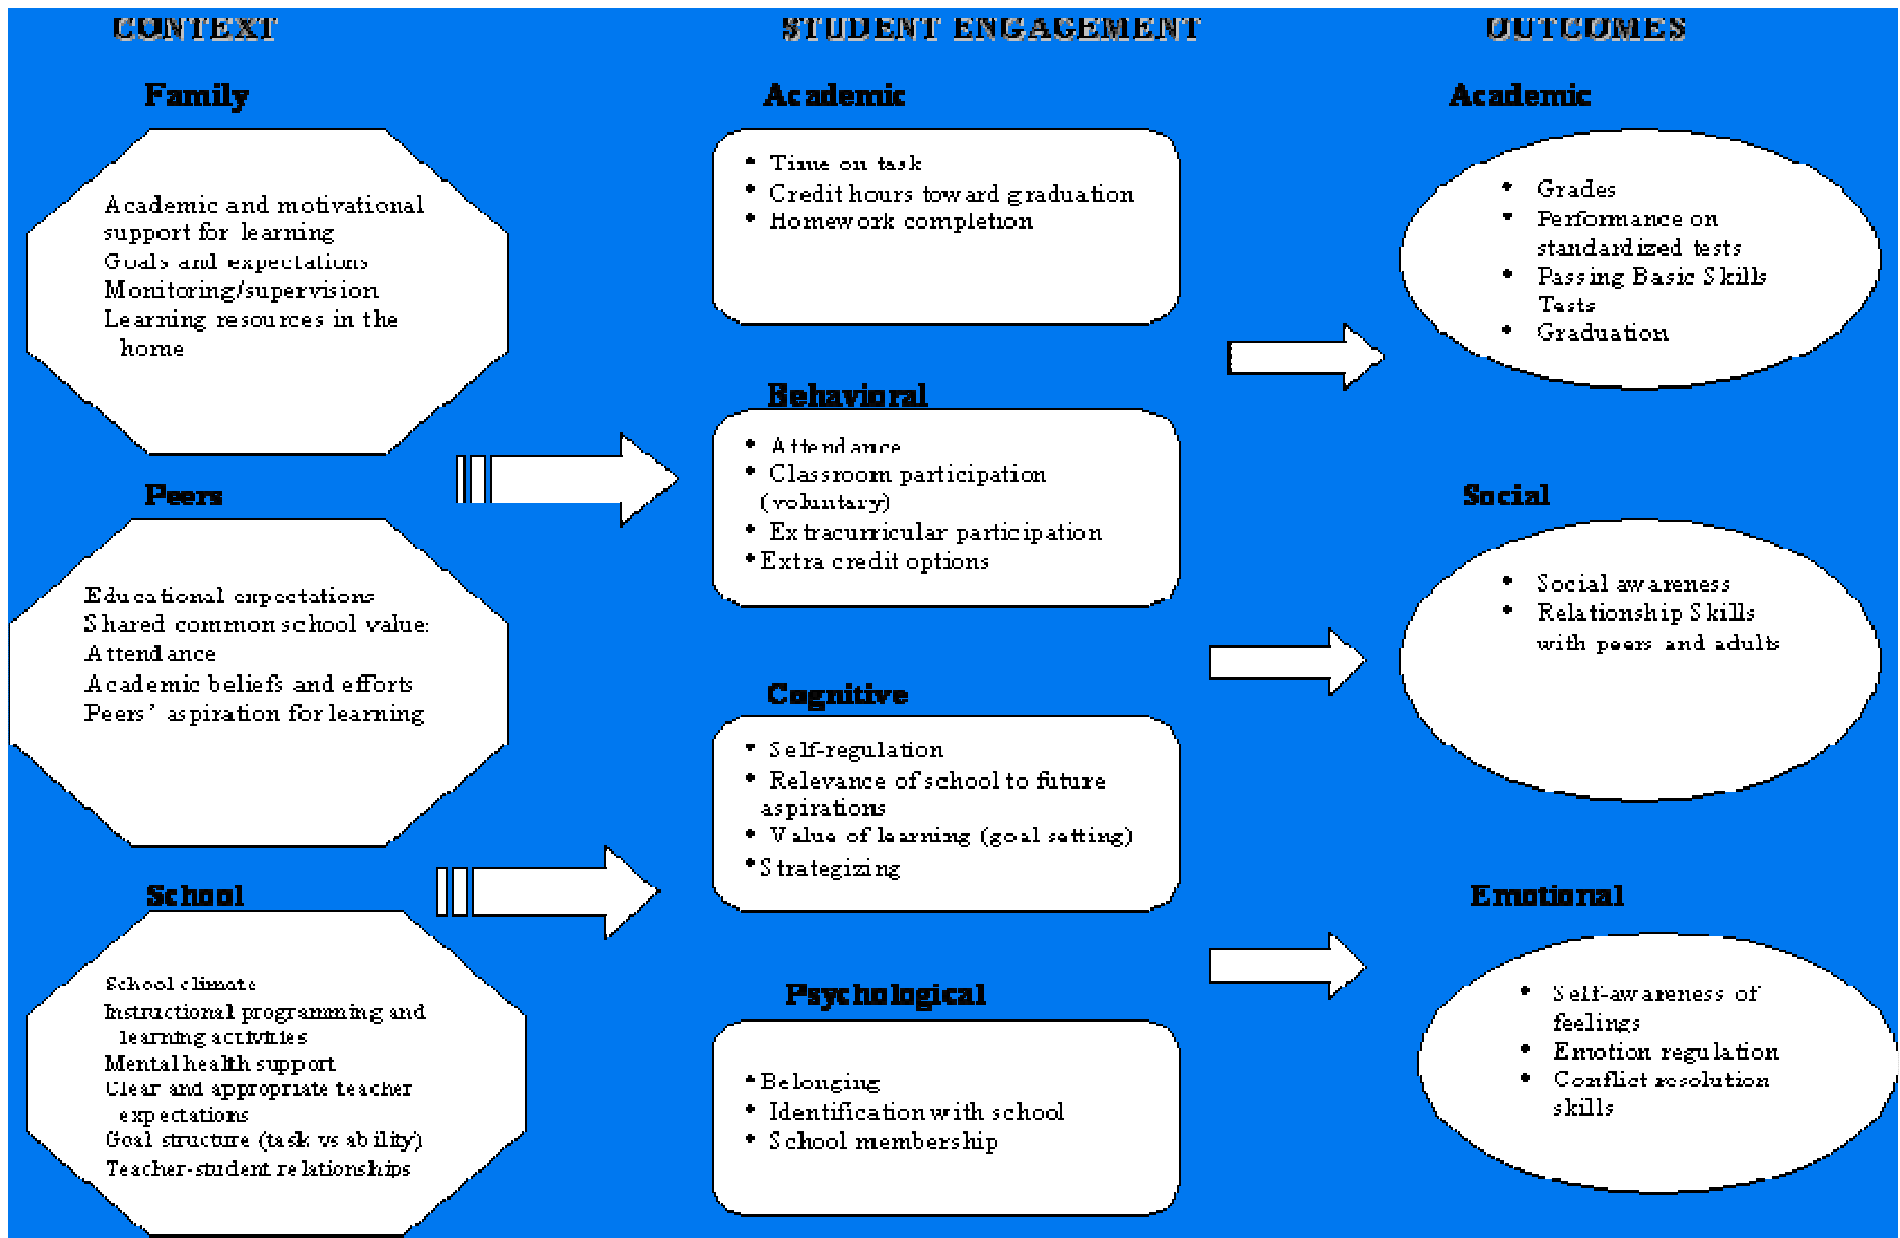 CONTEXT
Family
Academic and motivational
support for learning
Goals and expectations
Monitoring/supervision
Learning resources in the
home
Peers
Educational expectations
Shared common school value:
Attendance
Academic beliefs and efforts
Peers’ aspiration for learning
School
School climate
Instructional programming and
learning activities
Mental health support
Clear and appropriate teacher
expectations
Goal structure (task vs ability)
Teacher-student relationships
STUDENT ENGAGEMENT
Academic
• Time on task
• Credit hours toward graduation
• Homework completion
Behavioral
• Attendance
• Classroom participation
(voluntary)
• Extracurricular participation
• Extra credit options
Cognitive
• Self-regulation
• Relevance of school to future
aspirations
• Value of learning (goal setting)
• Strategizing
Psychological
• Belonging
• Identification with school
• School membership
OUTCOMES
Academic
• Grades
• Performance on
standardized tests
• Passing Basic Skills
Tests
• Graduation
Social
• Social awareness
• Relationship Skills
with peers and adults
Emotional
• Self-awareness of
feelings
• Emotion regulation
• Conflict resolution
skills